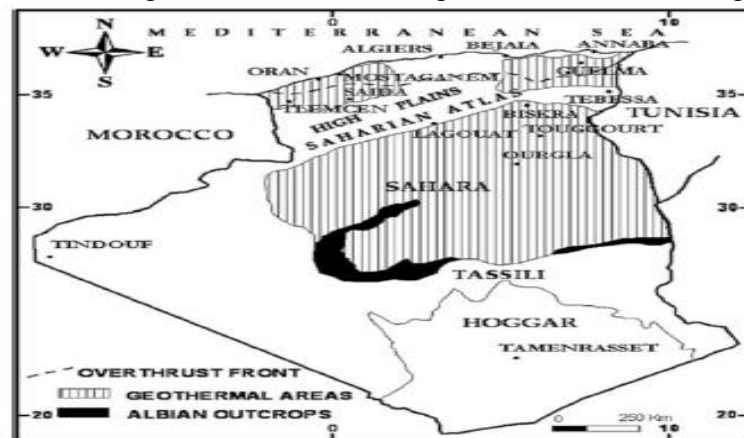 0 10
N
MEDITERRANEAN SEA
W E
S
ALGIERS BEJAIA ANNABA
ORAN MOSTAGANEM GUELMA
35 SAIDA 35
TLEMCEN TEBESSA
HIGH PLAINS BISKRA TUNISIA
SAHARIAN ATLAS
MOROCCO LAGOUAT TOUGGOURT
OURGLA
SAHARA
30 30
TINDOUF
TASSILI
HOGGAR
TAMENRASSET
OVERTHRUST FRONT
GEOTHERMAL AREAS
ALBIAN OUTCROPS
20 20
0 250 Km
0 10